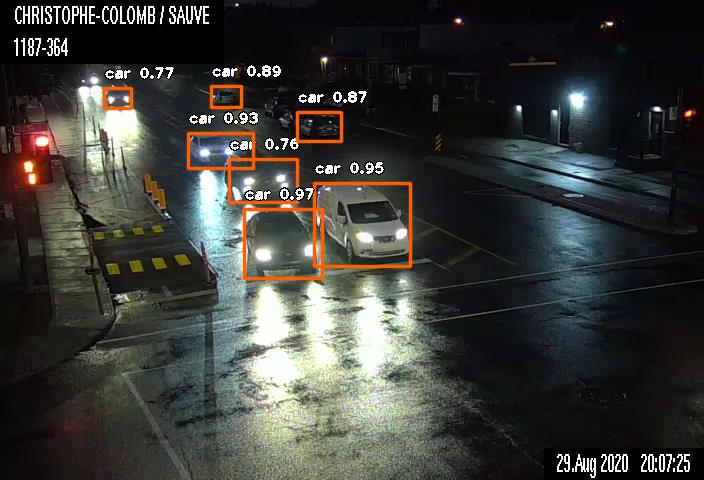 CHRISTOPHE-COLOMB / SAUVE
1187-364
car 0.77
car 0.89
car 0.87
car 0.93
car 0.76
car 0.95
car 0.97
29.Aug 2020 20:07:25